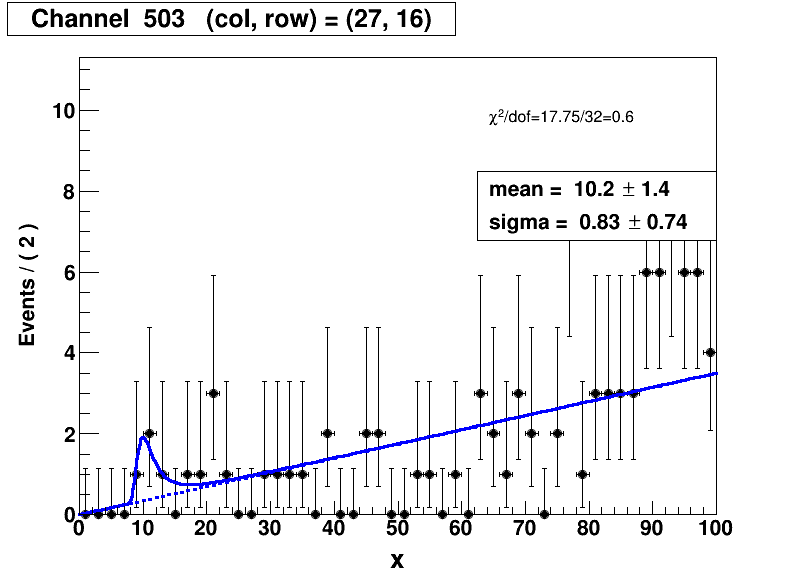 Channel 503 (col, row) = (27, 16)
χ²/dof=17.75/32=0.6
mean = 10.2 ± 1.4
sigma = 0.83 ± 0.74
Events / ( 2 )
10
8
6
4
2
0
0 10 20 30 40 50 60 70 80 90 100
x